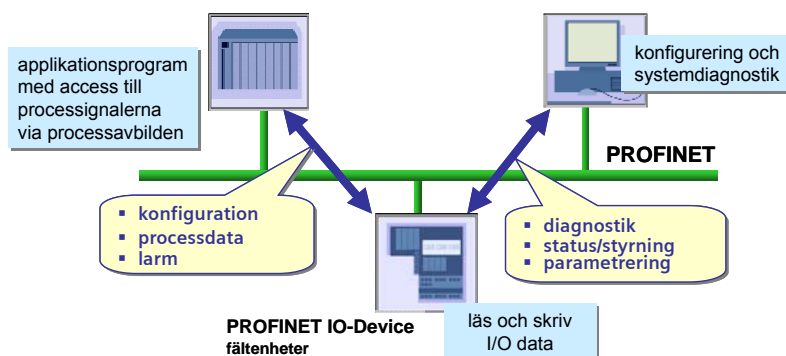 applikationsprogram
med access till
processignalerna
via processavbilden
konfigurering och
systemdiagnostik
PROFINET
▪ konfiguration
▪ processdata
▪ larm
▪ diagnostik
▪ status/styrning
▪ parametrering
PROFINET IO-Device
fältenheter
läs och skriv
I/O data